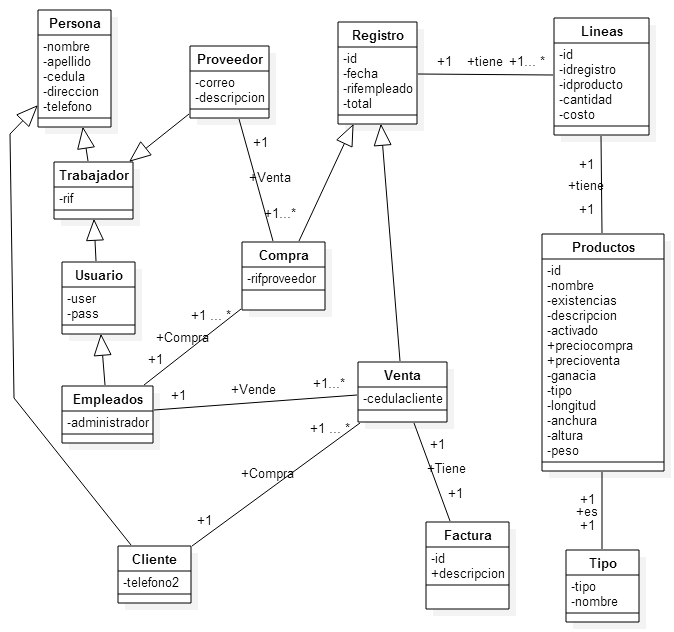 Persona
-nombre
-apellido
-cedula
-direccion
-telefono
Proveedor
-correo
-descripcion
Registro
-id
-fecha
-rifempleado
-total
+1 +tiene +1... *
Lineas
-id
-idregistro
-idproducto
-cantidad
-costo
+1
+Venta
+1...*
+1
+tiene
+1
Trabajador
-rif
Usuario
-user
-pass
Compra
-rifproveedor
Productos
-id
-nombre
-existencias
-descripcion
-activado
+preciocompra
+precioventa
-ganacia
-tipo
-longitud
-anchura
-altura
-peso
+1 ... *
+Compra
+1
Empleados
-administrador
+1 +Vende +1...*
Venta
-cedulacliente
+1 ... *
+Compra
+1
+1
+Tiene
+1
+1
+es
+1
Cliente
-telefono2
Factura
-id
+descripcion
Tipo
-tipo
-nombre